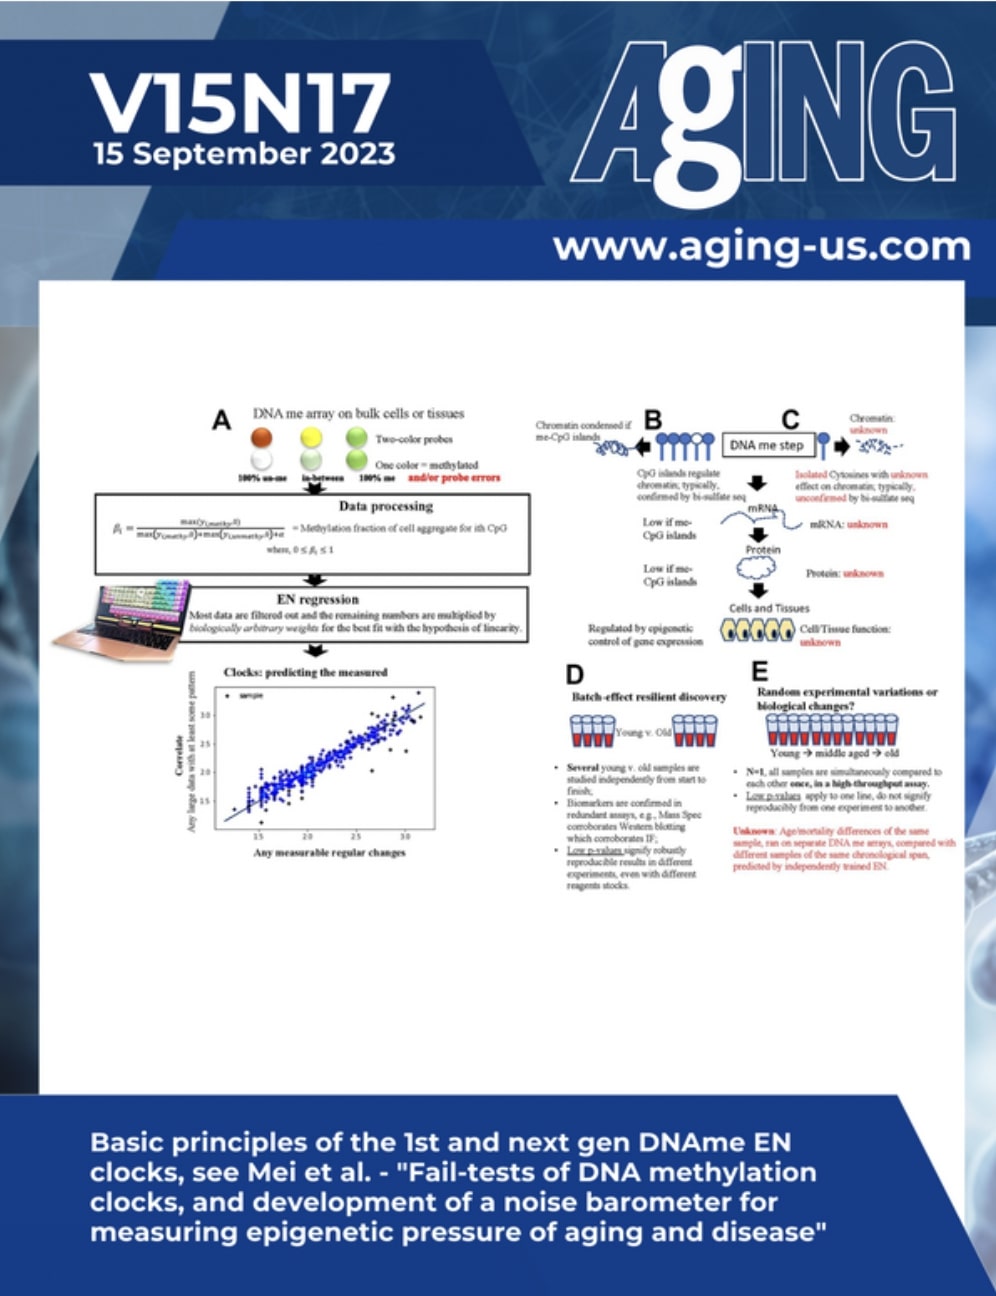 V15N17
15 September 2023
AgING
www.aging-us.com
A
DNA me array on bulk cells or tissues
Two-color probes
One color = methylated
100% un-me
in-between
100% me
and/or probe errors
Data processing
= Methylation fraction of cell aggregate for ith CpG
where, 0 ≤ βi ≤ 1
EN regression
Most data are filtered out and the remaining numbers are multiplied by
biologically arbitrary weights for the best fit with the hypothesis of linearity.
Clocks: predicting the measured
Correlate
Any large data with at least some pattern
sample
3.0
2.5
2.0
1.5
1.5
2.0
2.5
3.0
Any measurable regular changes
B
Chromatin condensed if
me-CpG islands
DNA me step
CpG islands regulate
chromatin; typically,
confirmed by bi-sulfate seq
mRNA
Low if me-
CpG islands
Protein
Low if me-
CpG islands
Cells and Tissues
Regulated by epigenetic
control of gene expression
C
Chromatin:
unknown
Isolated Cytosines with unknown
effect on chromatin; typically,
unconfirmed by bi-sulfate seq
mRNA: unknown
Protein: unknown
Cell/Tissue function:
unknown
D
Batch-effect resilient discovery
Young v. Old
• Several young v. old samples are
studied independently from start to
finish;
• Biomarkers are confirmed in
redundant assays, e.g., Mass Spec
corroborates Western blotting
which corroborates IF;
• Low p-values signify robustly
reproducible results in different
experiments, even with different
reagents stocks.
E
Random experimental variations or
biological changes?
Young → middle aged → old
• N=1, all samples are simultaneously compared to
each other once, in a high-throughput assay.
• Low p-values apply to one line, do not signify
reproducibly from one experiment to another.
Unknown: Age/mortality differences of the same
sample, ran on separate DNA me arrays, compared with
different samples of the same chronological span,
predicted by independently trained EN.
Basic principles of the 1st and next gen DNAme EN
clocks, see Mei et al. - "Fail-tests of DNA methylation
clocks, and development of a noise barometer for
measuring epigenetic pressure of aging and disease"